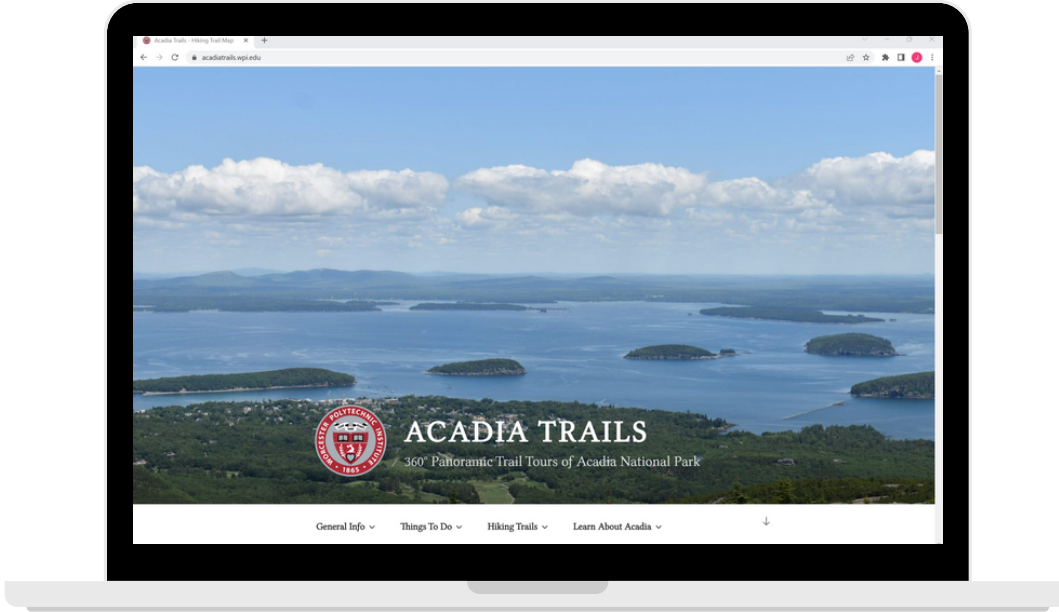 Acadia Trails - Hiking Trail Map
acadiatrails.wpi.edu
J
WORCESTER POLYTECHNIC INSTITUTE
1865
ACADIA TRAILS
360° Panoramic Trail Tours of Acadia National Park
General Info Things To Do Hiking Trails Learn About Acadia